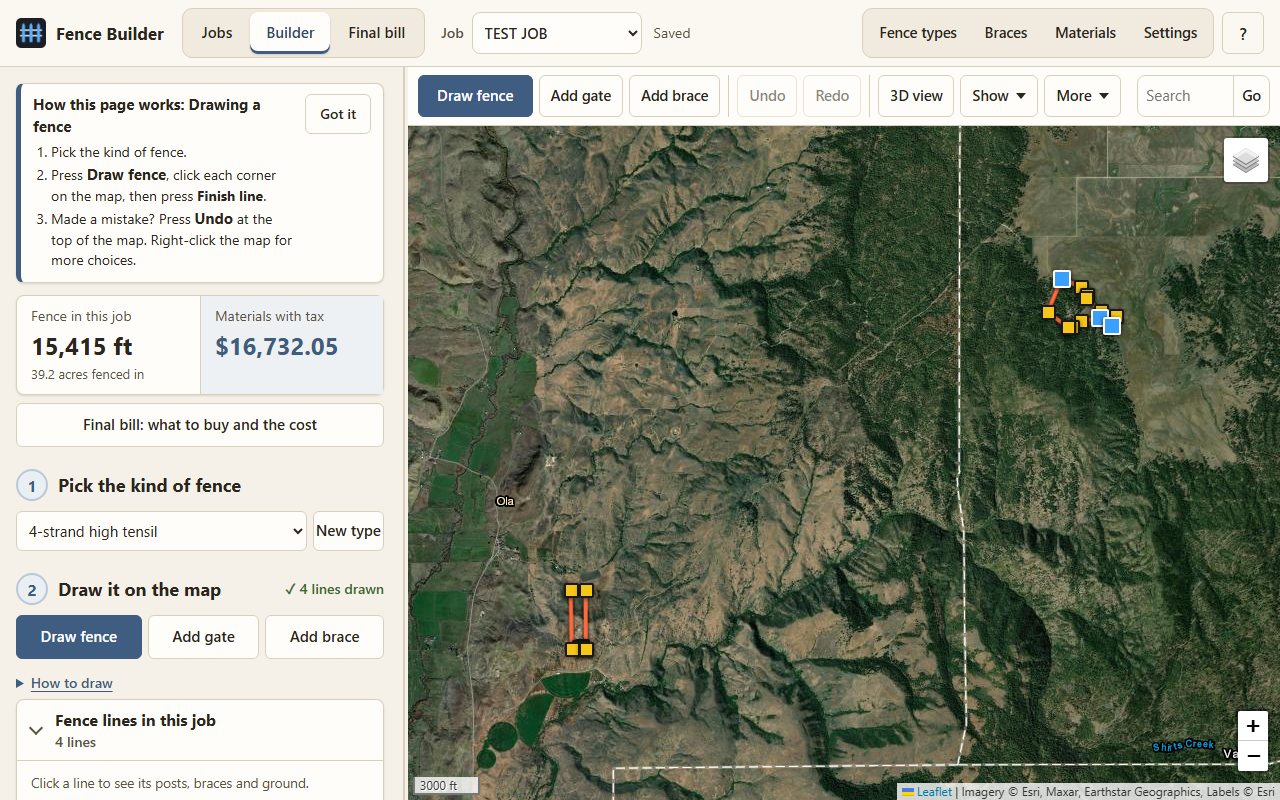 Fence Builder
Jobs
Builder
Final bill
Job
TEST JOB
Saved
Fence types
Braces
Materials
Settings
?
How this page works: Drawing a
fence
Got it
1. Pick the kind of fence.
2. Press Draw fence, click each corner
on the map, then press Finish line.
3. Made a mistake? Press Undo at the
top of the map. Right-click the map for
more choices.
Fence in this job
15,415 ft
39.2 acres fenced in
Materials with tax
$16,732.05
Final bill: what to buy and the cost
1 Pick the kind of fence
4-strand high tensil
New type
2 Draw it on the map
✓ 4 lines drawn
Draw fence
Add gate
Add brace
How to draw
Fence lines in this job
4 lines
Click a line to see its posts, braces and ground.
Draw fence
Add gate
Add brace
Undo
Redo
3D view
Show
More
Search
Go
Ola
Creek
Va
+
−
3000 ft
Leaflet | Imagery © Esri, Maxar, Earthstar Geographics, Labels © Esri